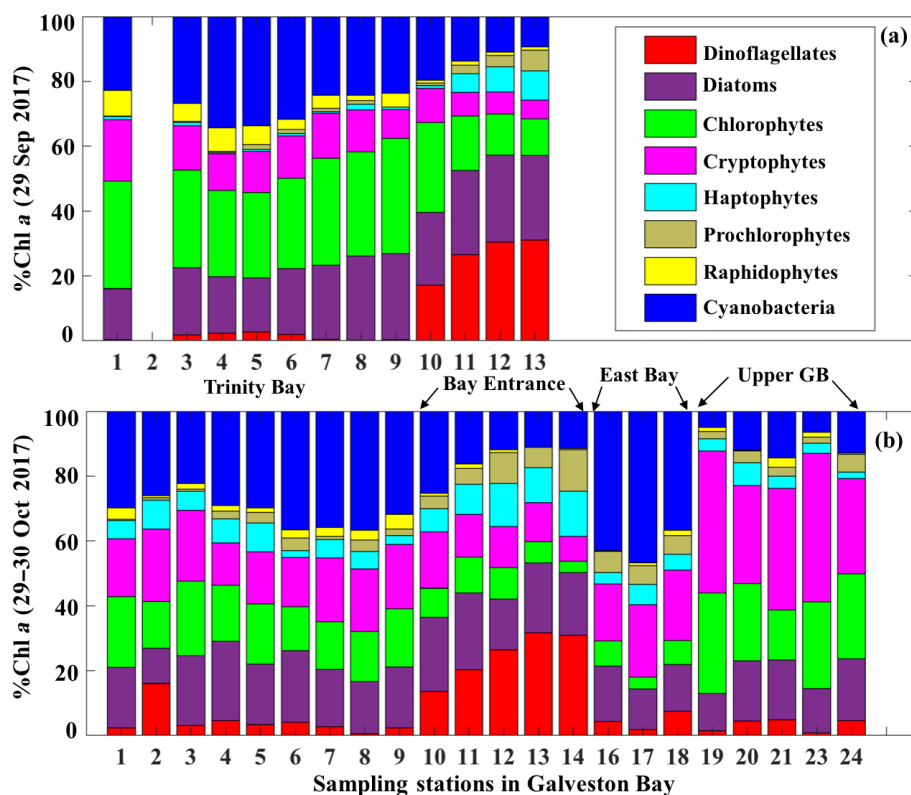 100
80
60
40
20
0
%Chl a (29 Sep 2017)
(a)
Dinoflagellates
Diatoms
Chlorophytes
Cryptophytes
Haptophytes
Prochlorophytes
Raphidophytes
Cyanobacteria
1 2 3 4 5 6 7 8 9 10 11 12 13
Trinity Bay Bay Entrance East Bay Upper GB
100
80
60
40
20
0
%Chl a (29–30 Oct 2017)
(b)
1 2 3 4 5 6 7 8 9 10 11 12 13 14 16 17 18 19 20 21 23 24
Sampling stations in Galveston Bay